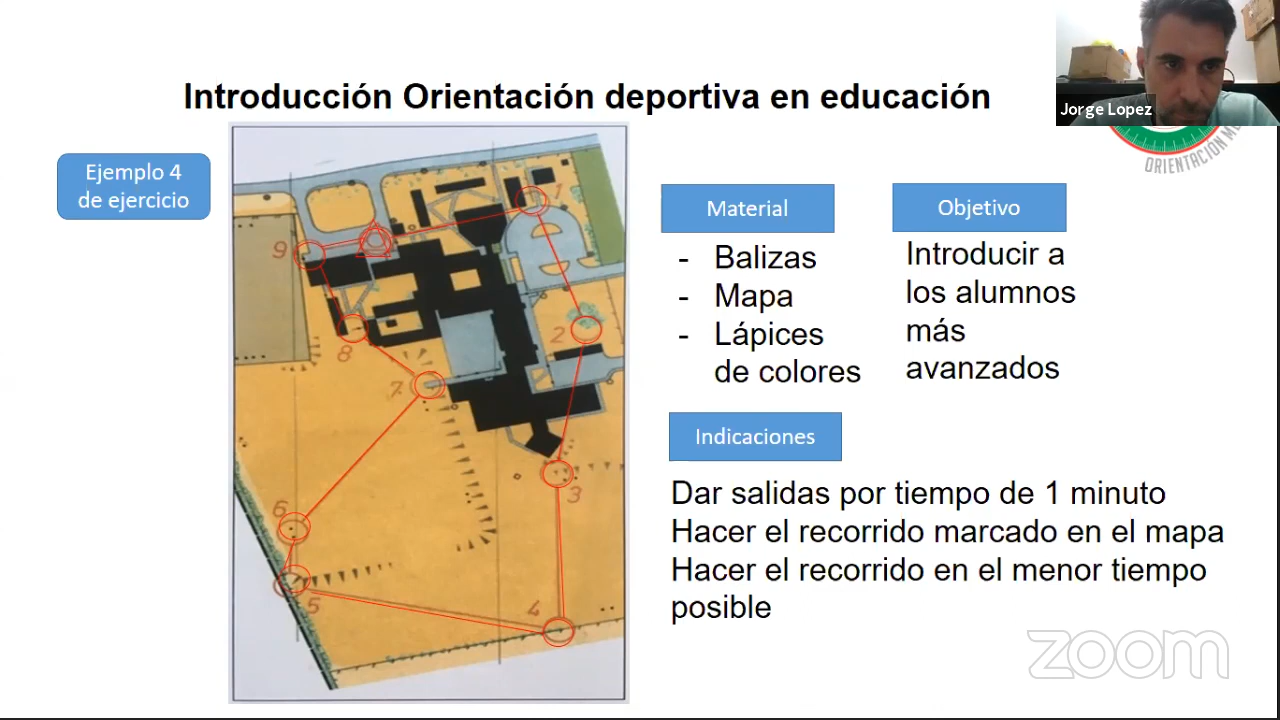 Introducción Orientación deportiva en educación
Jorge Lopez
ORIENTACIÓN
Ejemplo 4
de ejercicio
Material
Objetivo
- Balizas
- Mapa
- Lápices
de colores
Introducir a
los alumnos
más
avanzados
Indicaciones
Dar salidas por tiempo de 1 minuto
Hacer el recorrido marcado en el mapa
Hacer el recorrido en el menor tiempo
posible
1
2
3
4
5
6
7
8
9
zoom